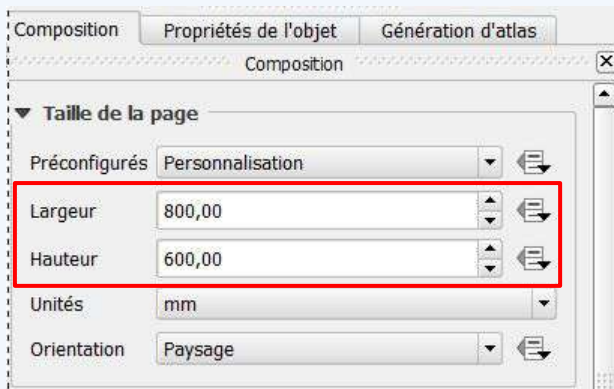 Composition Propriétés de l'objet Génération d'atlas
Composition
Taille de la page
Préconfigurés Personnalisation
Largeur 800,00
Hauteur 600,00
Unités mm
Orientation Paysage